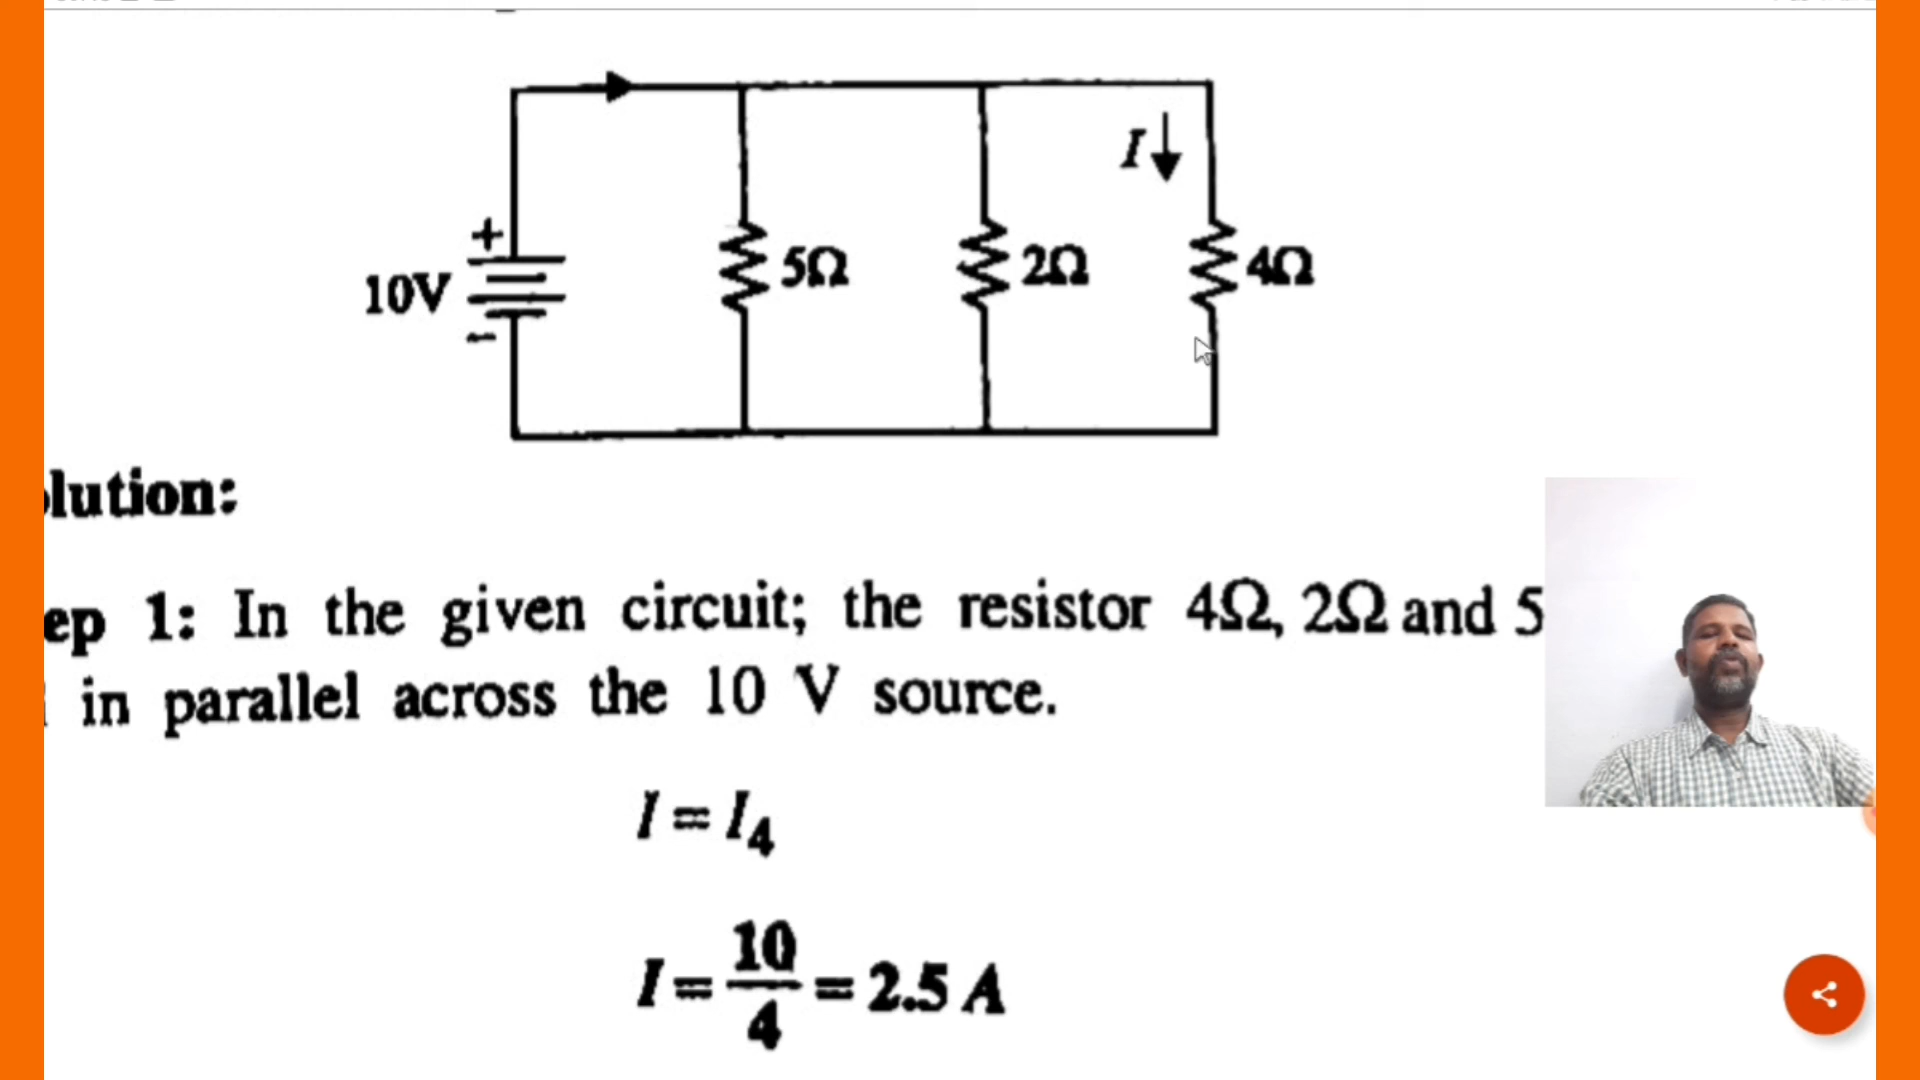 I
+
10V
-
5Ω
2Ω
4Ω
lution:
ep 1: In the given circuit; the resistor 4Ω, 2Ω and 5
in parallel across the 10 V source.
I = I4
I = 10/4 = 2.5 A